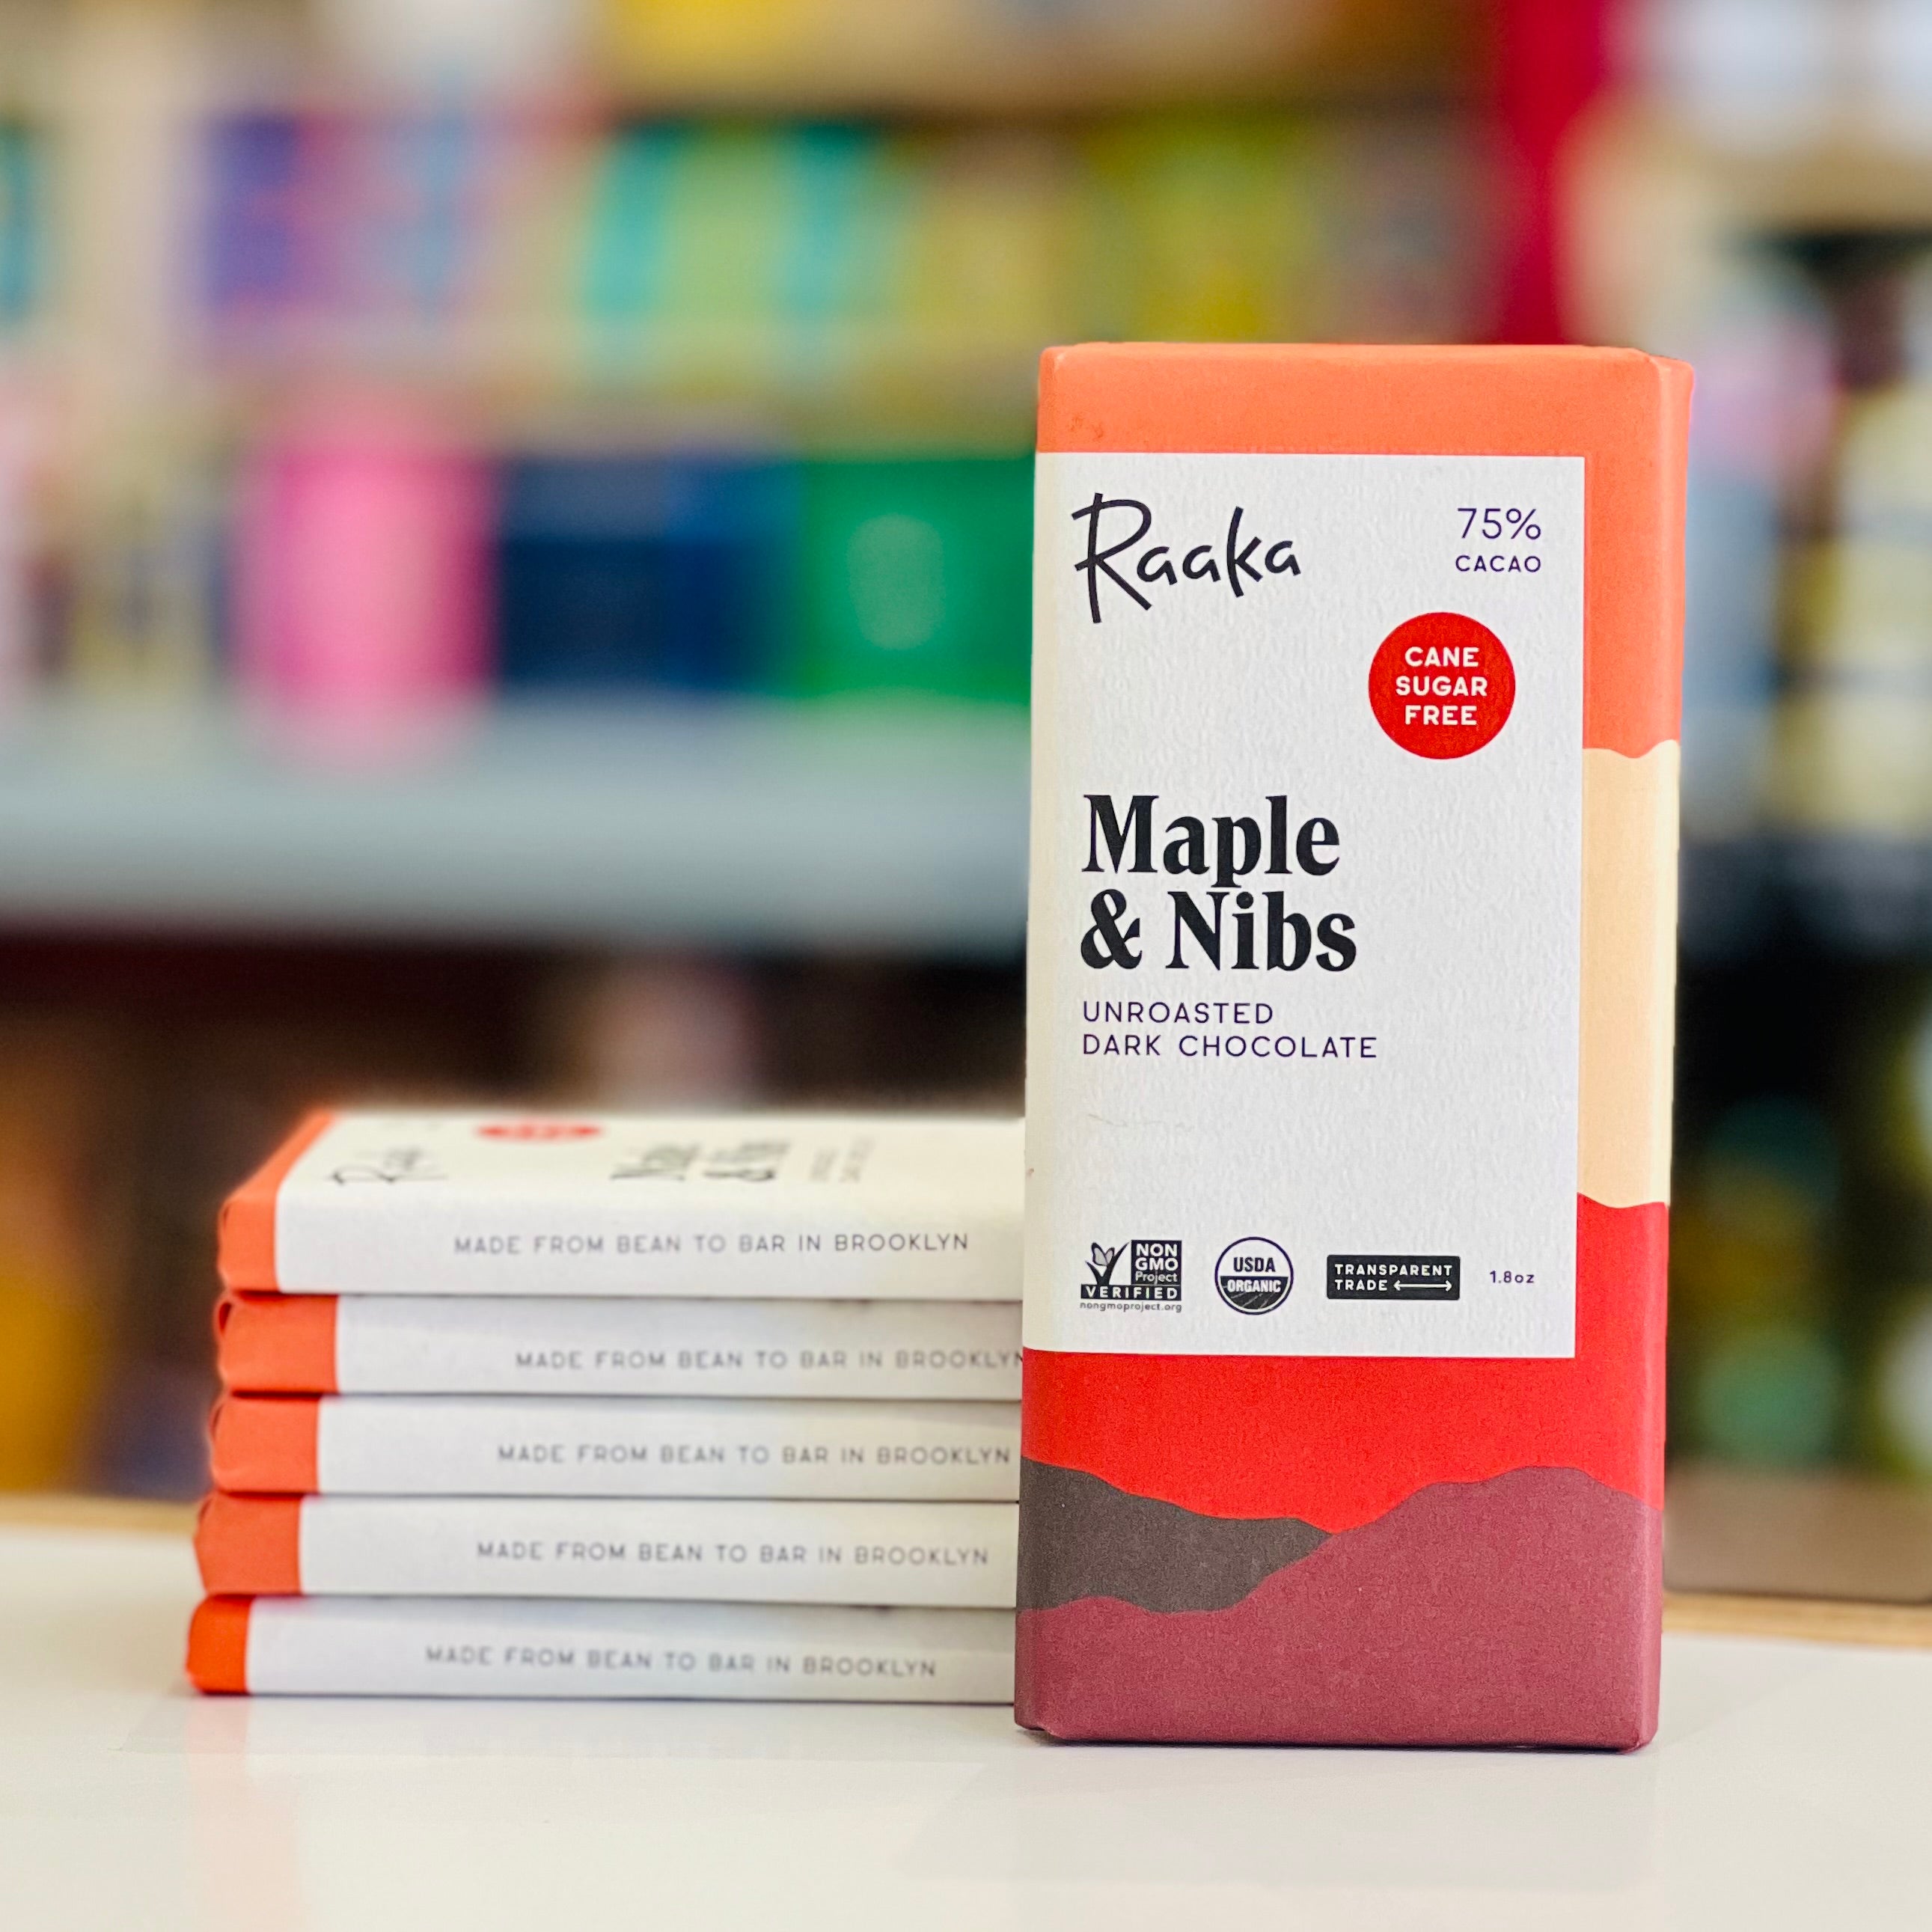 Raaka
75%
CACAO
CANE
SUGAR
FREE
Maple
& Nibs
UNROASTED
DARK CHOCOLATE
NON
GMO
Project
VERIFIED
nongmoproject.org
USDA
ORGANIC
TRANSPARENT
TRADE
1.8oz
Raaka
Maple
& Nibs
MADE FROM BEAN TO BAR IN BROOKLYN
MADE FROM BEAN TO BAR IN BROOKLYN
MADE FROM BEAN TO BAR IN BROOKLYN
MADE FROM BEAN TO BAR IN BROOKLYN
MADE FROM BEAN TO BAR IN BROOKLYN